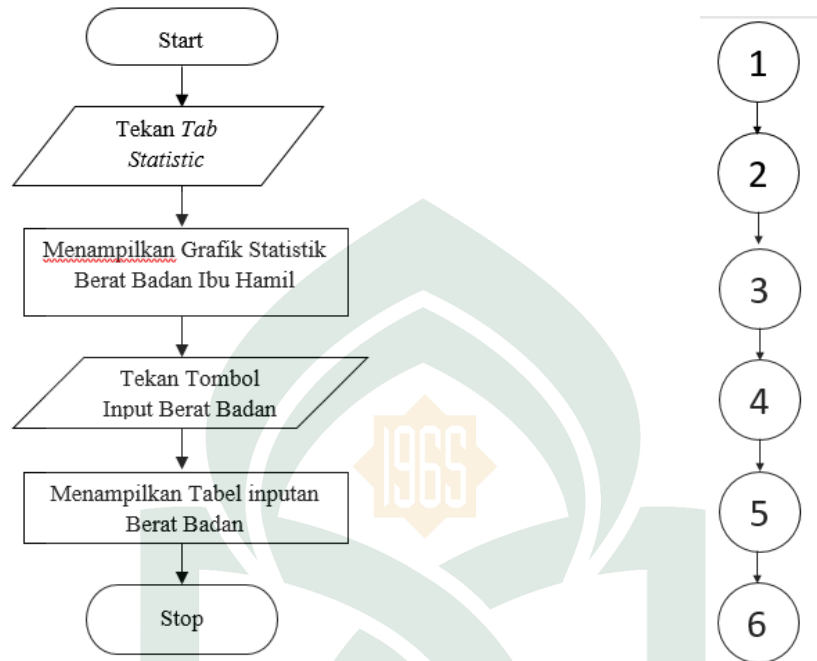 Start
Tekan Tab
Statistic
Menampilkan Grafik Statistik
Berat Badan Ibu Hamil
Tekan Tombol
Input Berat Badan
Menampilkan Tabel inputan
Berat Badan
Stop
1
2
3
4
5
6
1965